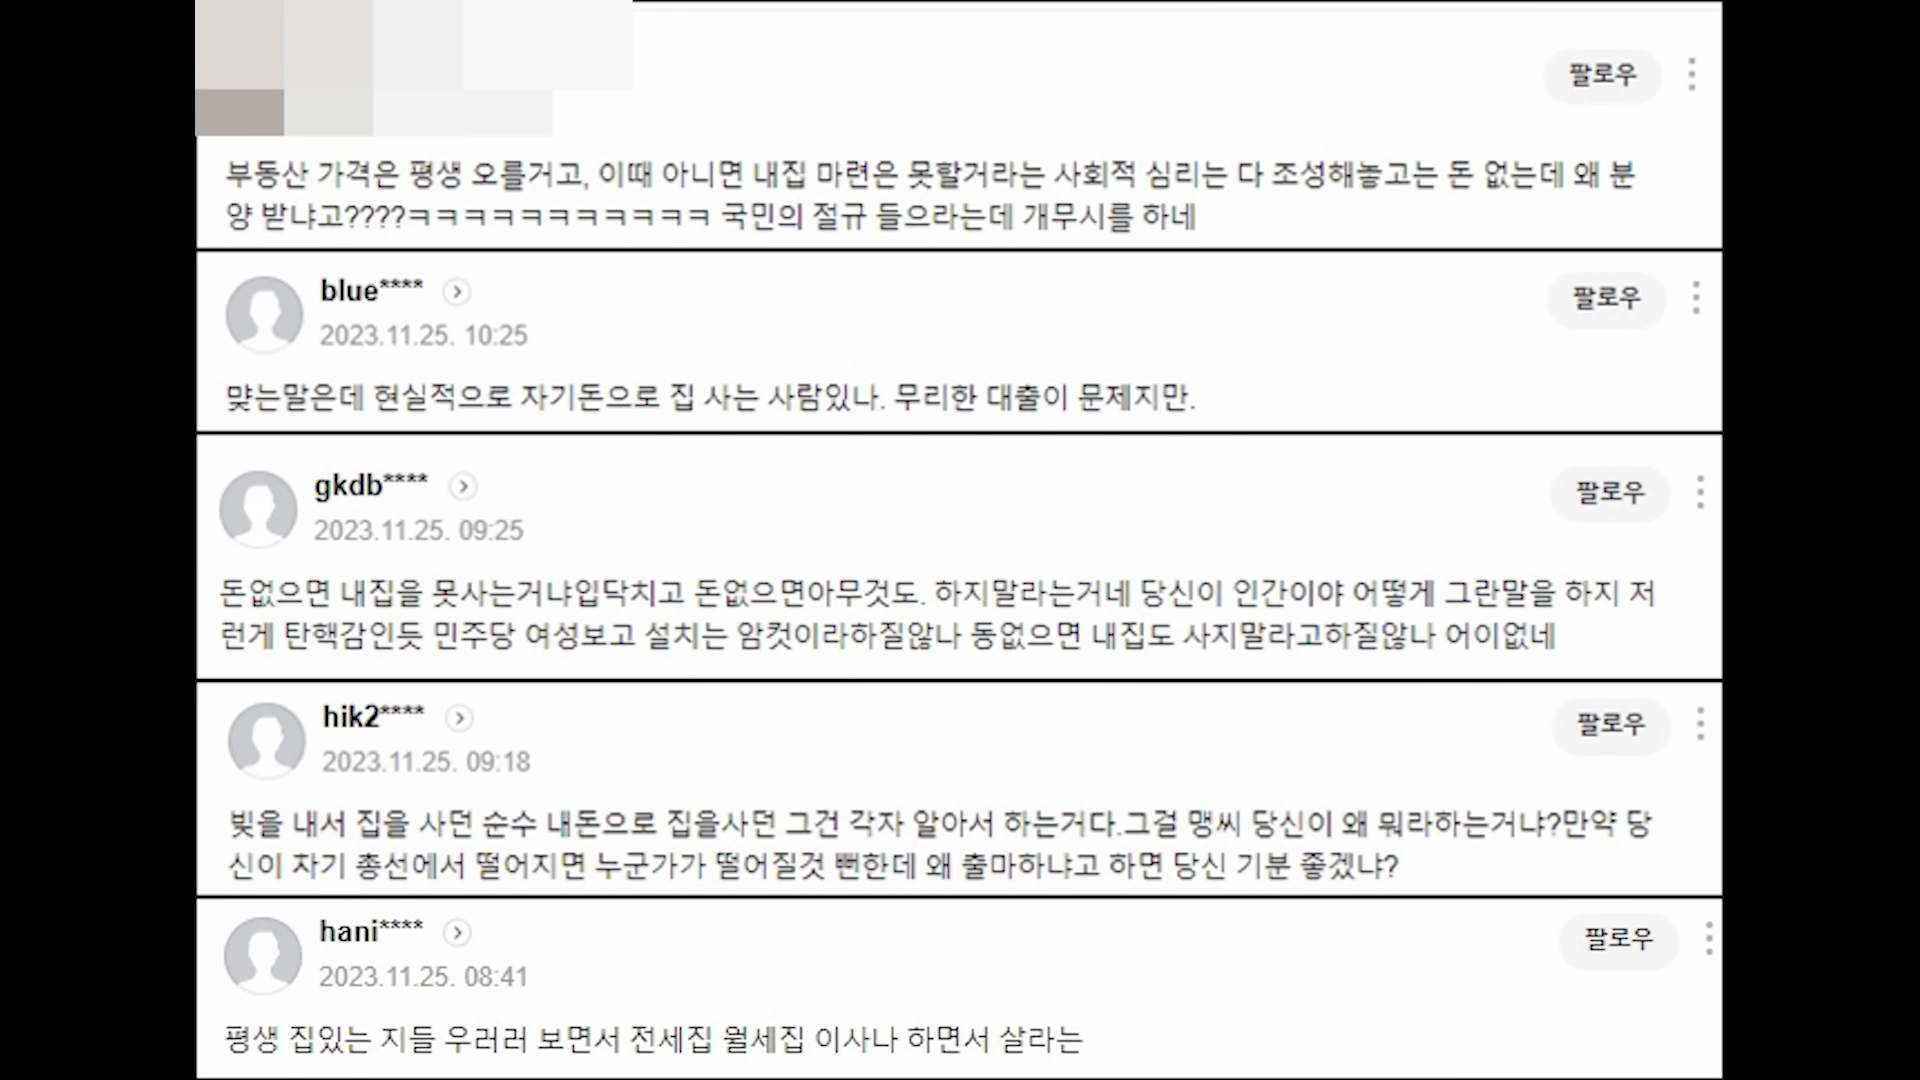 팔로우
부동산 가격은 평생 오를거고, 이때 아니면 내집 마련은 못할거라는 사회적 심리는 다 조성해놓고는 돈 없는데 왜 분
양 받냐고????ㅋㅋㅋㅋㅋㅋㅋㅋㅋㅋㅋ 국민의 절규 들으라는데 개무시를 하네
blue****
팔로우
2023.11.25. 10:25
먖는말은데 현실적으로 자기돈으로 집 사는 사람있나. 무리한 대출이 문제지만.
gkdb****
팔로우
2023.11.25. 09:25
돈없으면 내집을 못사는거냐입닥치고 돈없으면아무것도. 하지말라는거네 당신이 인간이야 어떻게 그란말을 하지 저
런게 탄핵감인듯 민주당 여성보고 설치는 암컷이라하질않나 동없으면 내집도 사지말라고하질않나 어이없네
hik2****
팔로우
2023.11.25. 09:18
빚을 내서 집을 사던 순수 내돈으로 집을사던 그건 각자 알아서 하는거다.그걸 맹씨 당신이 왜 뭐라하는거냐?만약 당
신이 차기 총선에서 떨어지면 누군가가 떨어질것 뻔한데 왜 출마하냐고 하면 당신 기분 좋겠냐?
hani****
팔로우
2023.11.25. 08:41
평생 집있는 지들 우러러 보면서 전세집 월세집 이사나 하면서 살라는